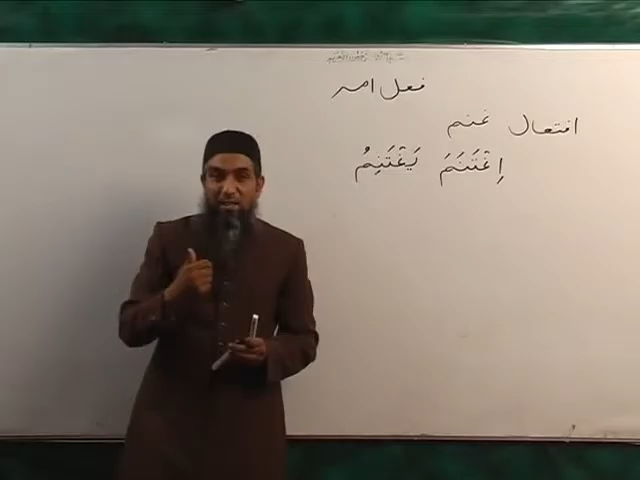 فعل امر
افتعال غنم
اِغْتَنَمَ يَغْتَنِمُ